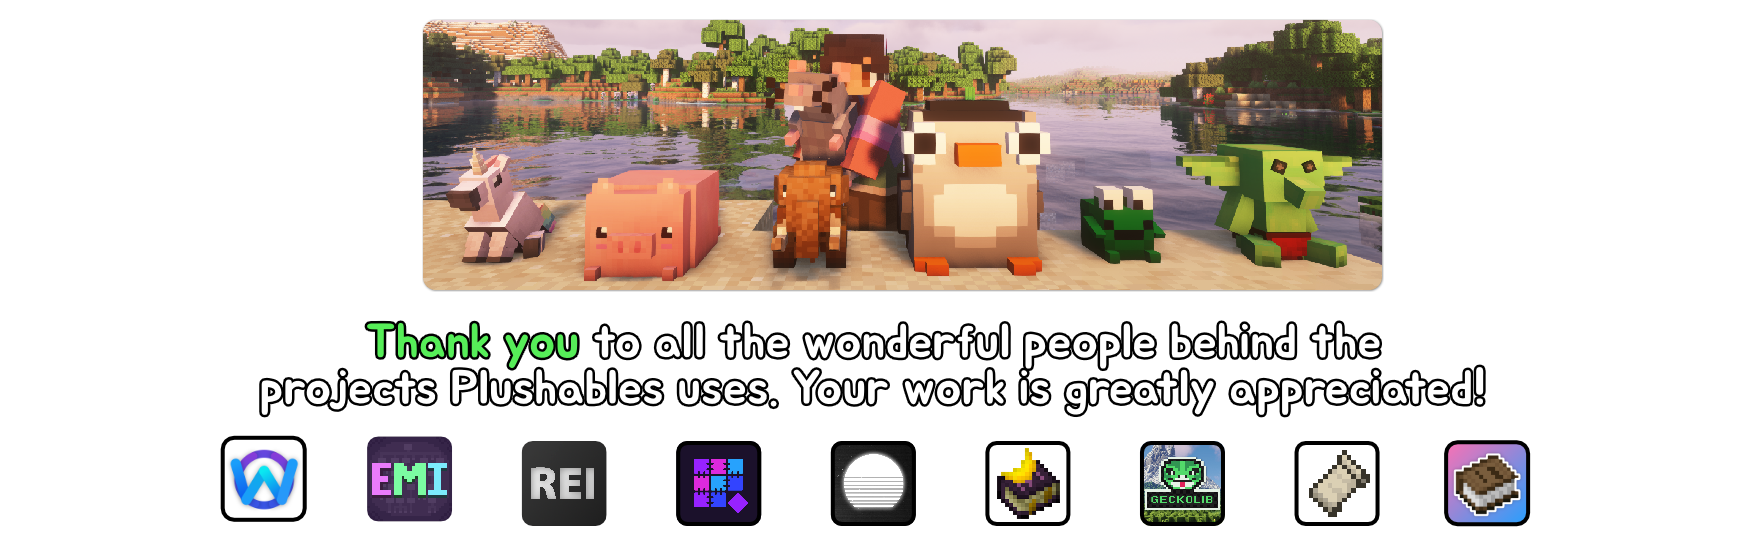 Thank you to all the wonderful people behind the
projects Plushables uses. Your work is greatly appreciated!
EMI
REI
GECKOLIB